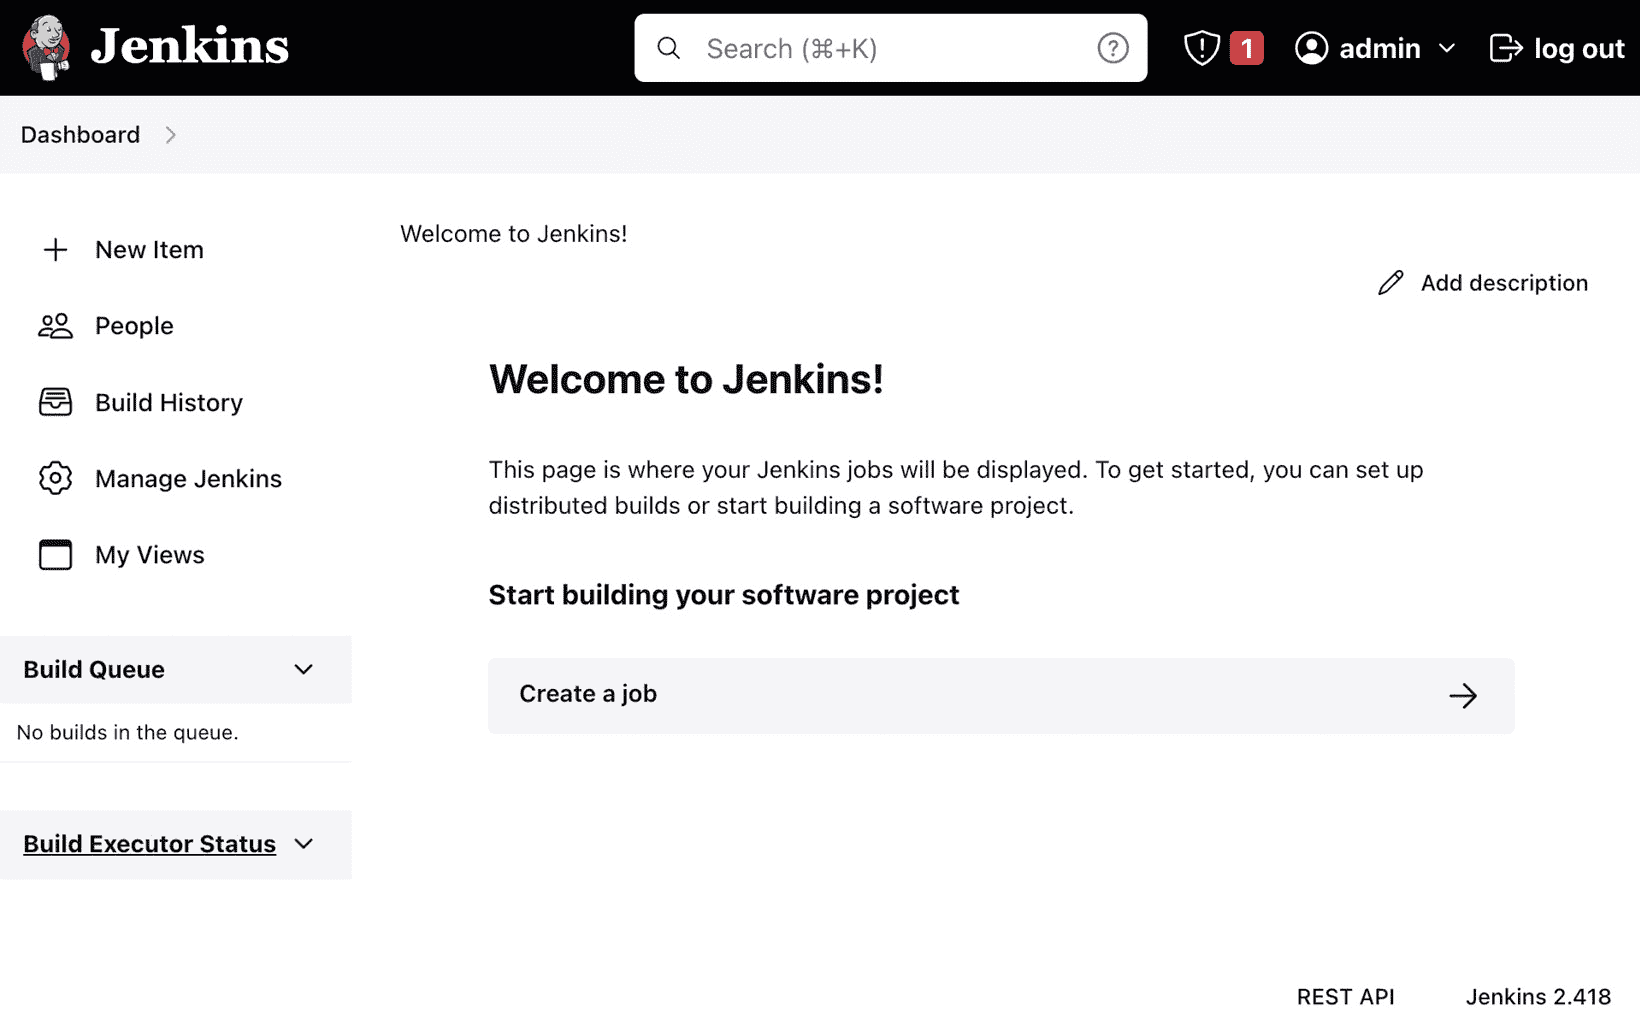 Jenkins
Search (⌘+K)
1
admin
log out
Dashboard
New Item
People
Build History
Manage Jenkins
My Views
Build Queue
No builds in the queue.
Build Executor Status
Welcome to Jenkins!
Add description
Welcome to Jenkins!
This page is where your Jenkins jobs will be displayed. To get started, you can set up
distributed builds or start building a software project.
Start building your software project
Create a job
REST API
Jenkins 2.418